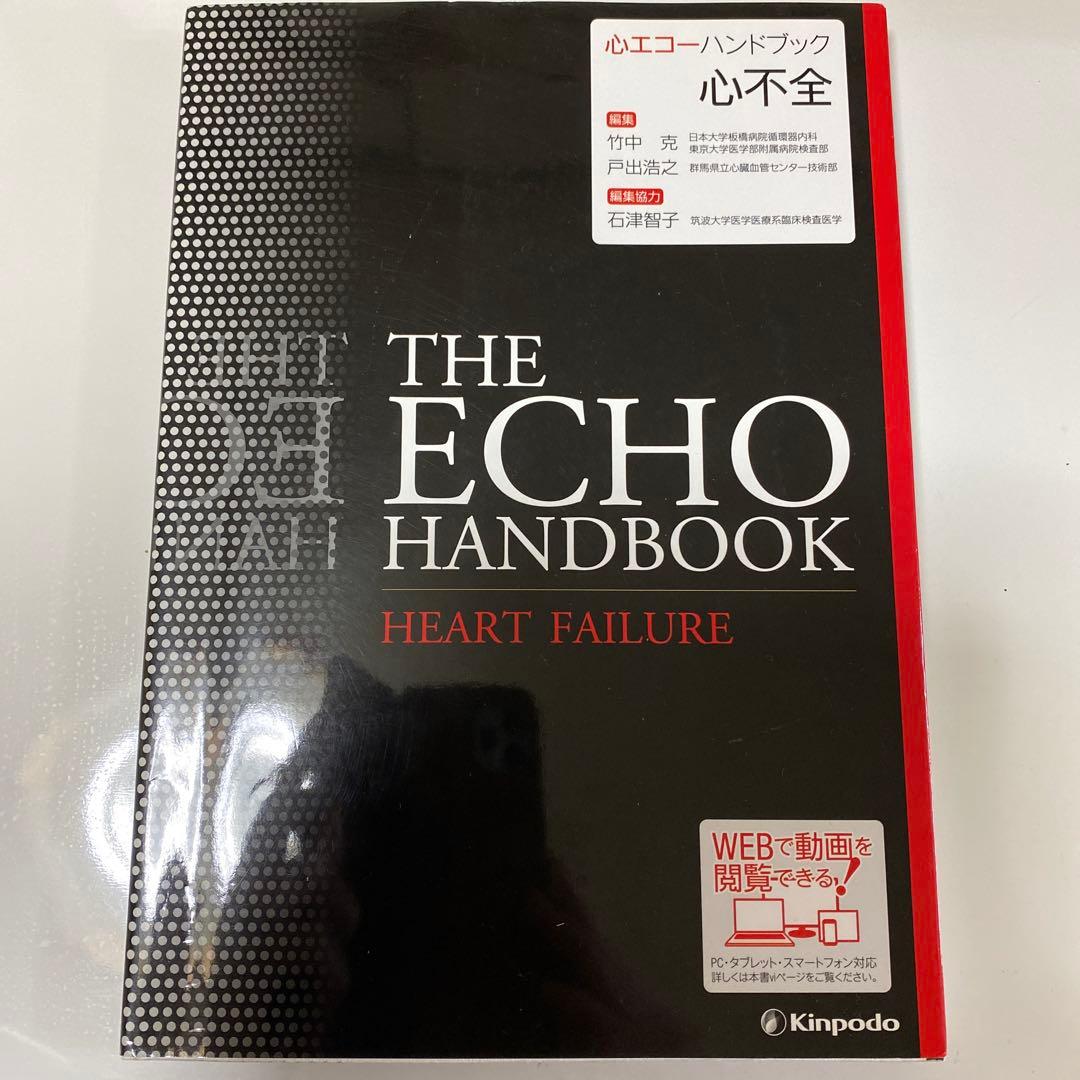 心エコーハンドブック
心不全
編集
竹中 克 日本大学板橋病院循環器内科
東京大学医学部附属病院検査部
戸出浩之 群馬県立心臓血管センター技術部
編集協力
石津智子 筑波大学医学医療系臨床検査医学
THE
ECHO
HANDBOOK
HEART FAILURE
WEBで動画を
閲覧できる!
PC・タブレット・スマートフォン対応
詳しくは本書viページをご覧ください。
Kinpodo